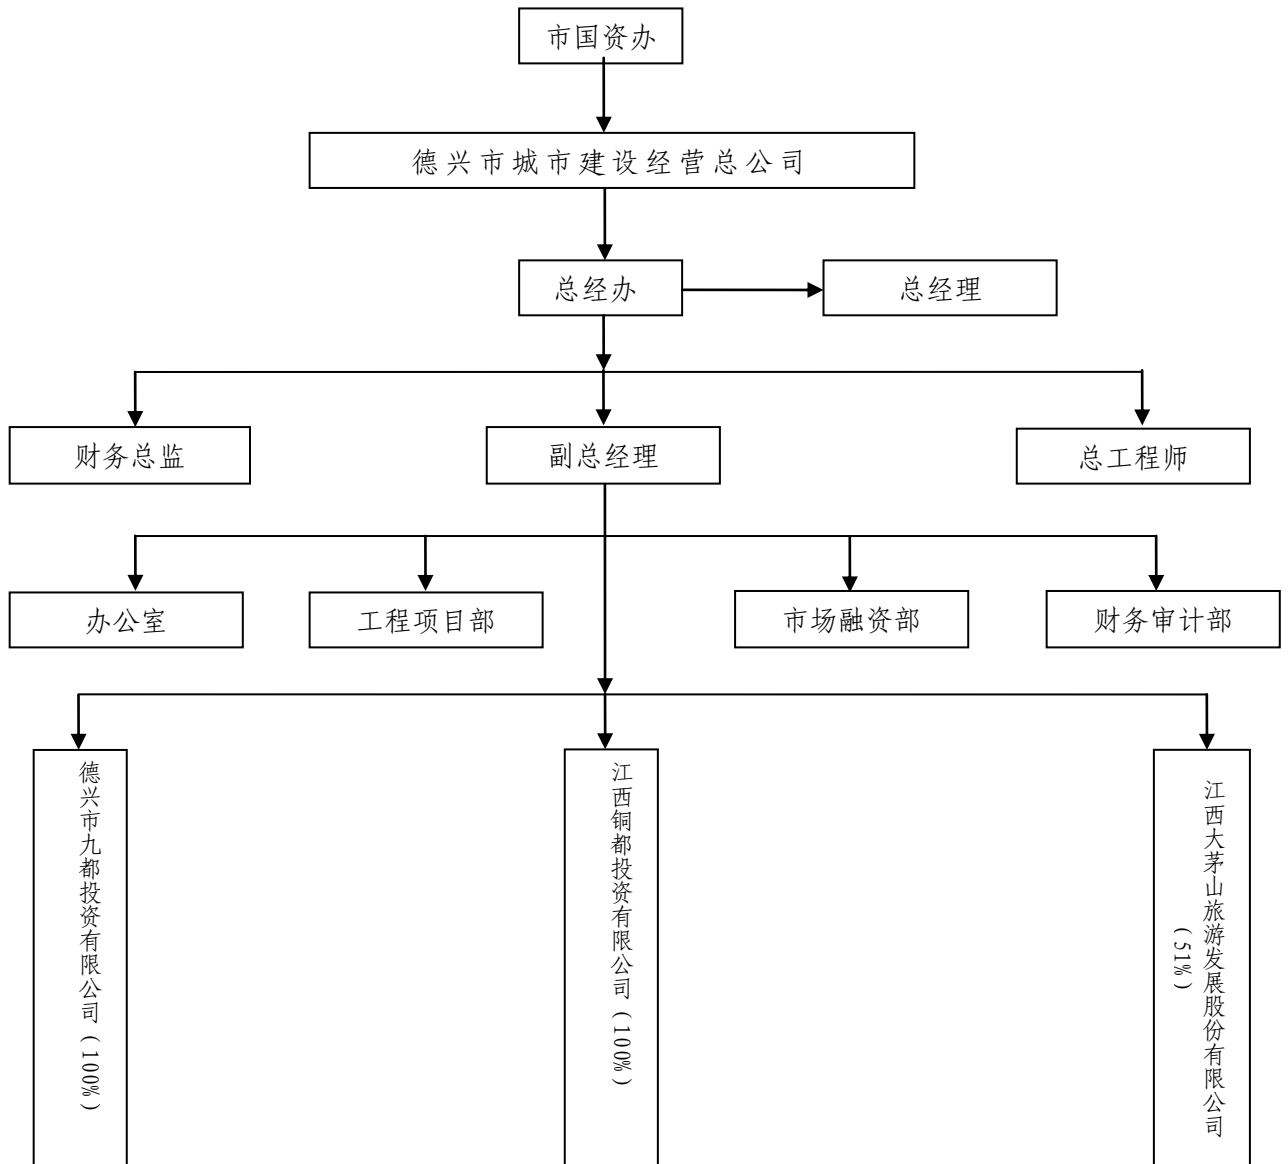 市国资办
德兴市城市建设经营总公司
总经办
总经理
财务总监
副总经理
总工程师
办公室
工程项目部
市场融资部
财务审计部
德兴市九都投资有限公司（100%）
江西铜都投资有限公司（100%）
江西大茅山旅游发展股份有限公司
（51%）